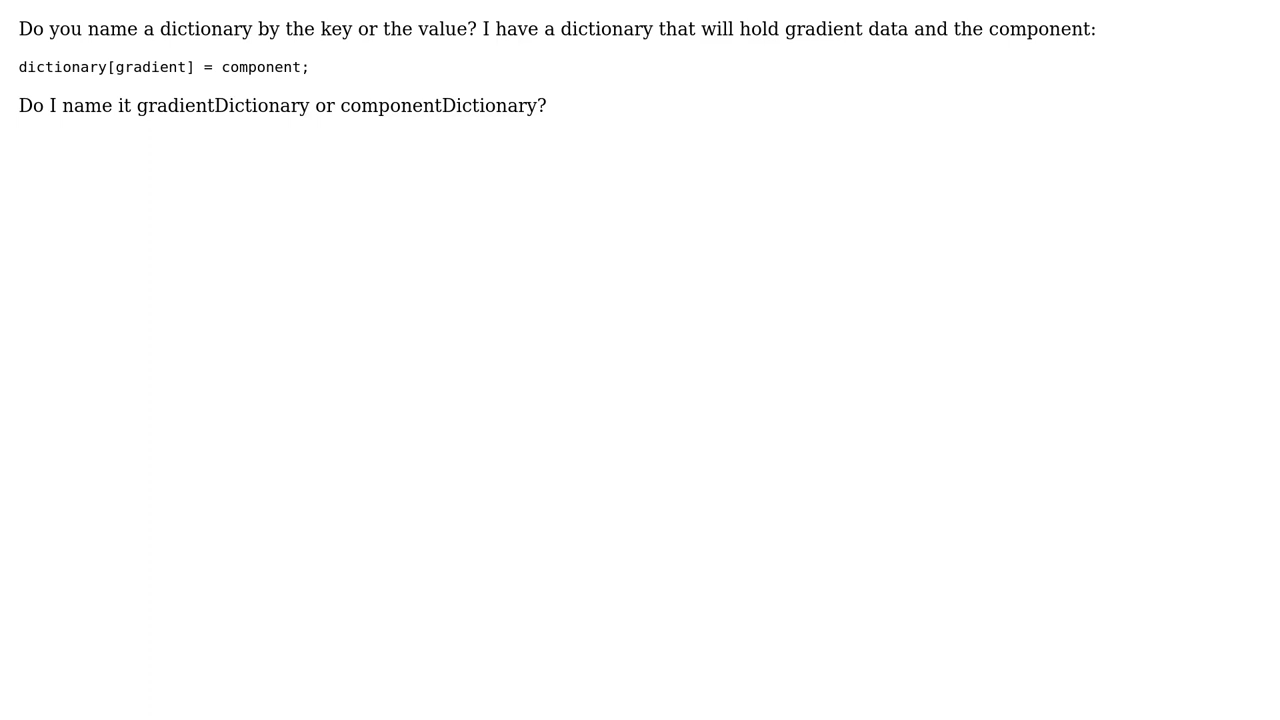 Do you name a dictionary by the key or the value? I have a dictionary that will hold gradient data and the component:
dictionary[gradient] = component;
Do I name it gradientDictionary or componentDictionary?